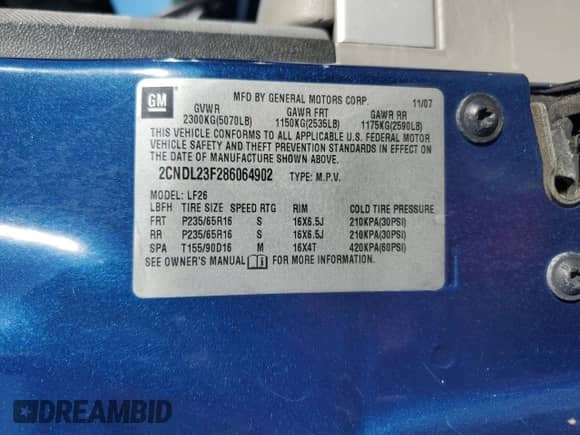 GM
MFD BY GENERAL MOTORS CORP. 11/07
GVWR GAWR FRT GAWR RR
2300KG(5070LB) 1150KG(2535LB) 1175KG(2590LB)
THIS VEHICLE CONFORMS TO ALL APPLICABLE U.S. FEDERAL MOTOR
VEHICLE SAFETY AND THEFT PREVENTION STANDARDS IN EFFECT ON
THE DATE OF MANUFACTURE SHOWN ABOVE.
2CNDL23F286064902 TYPE: M.P.V.
MODEL: LF26
LBFH TIRE SIZE SPEED RTG RIM COLD TIRE PRESSURE
FRT P235/65R16 S 16X6.5J 210KPA(30PSI)
RR P235/65R16 S 16X6.5J 210KPA(30PSI)
SPA T155/90D16 M 16X4T 420KPA(60PSI)
SEE OWNER'S MANUAL FOR MORE INFORMATION.
DREAMBID